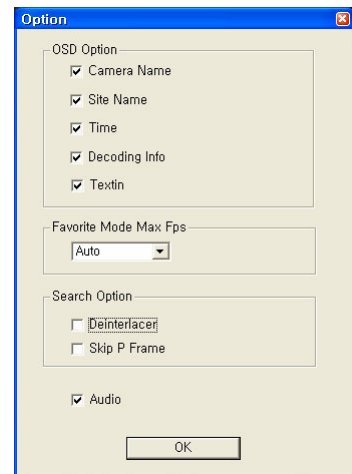 Option
OSD Option
Camera Name
Site Name
Time
Decoding Info
Textin
Favorite Mode Max Fps
Auto
Search Option
Deinterlacer
Skip P Frame
Audio
OK